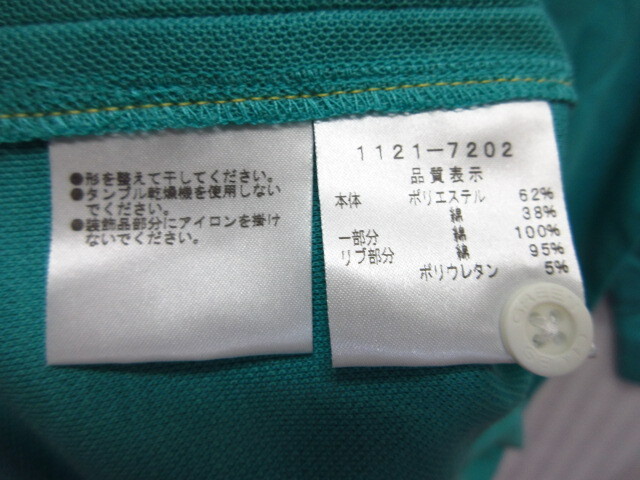 ●形を整えて干してください。
●タンブル乾燥機を使用しない
でください。
●装飾品部分にアイロンを掛け
ないでください。
1121-7202
品質表示
本体 ポリエステル 62%
綿 38%
一部分 綿 100%
リブ部分 綿 95%
ポリウレタン 5%